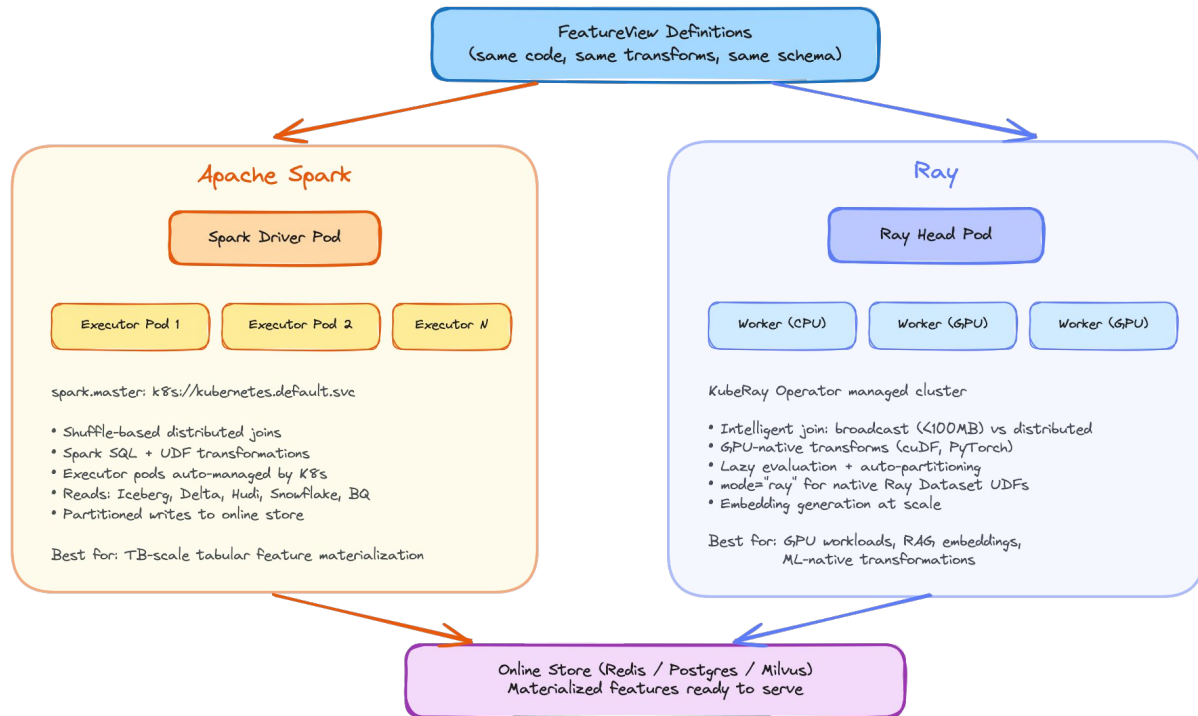 FeatureView Definitions
(same code, same transforms, same schema)
Apache Spark
Spark Driver Pod
Executor Pod 1
Executor Pod 2
Executor N
spark.master: k8s://kubernetes.default.svc
• Shuffle-based distributed joins
• Spark SQL + UDF transformations
• Executor pods auto-managed by K8s
• Reads: Iceberg, Delta, Hudi, Snowflake, BQ
• Partitioned writes to online store
Best for: TB-scale tabular feature materialization
Ray
Ray Head Pod
Worker (CPU)
Worker (GPU)
Worker (GPU)
KubeRay Operator managed cluster
• Intelligent join: broadcast (<100MB) vs distributed
• GPU-native transforms (cuDF, PyTorch)
• Lazy evaluation + auto-partitioning
• mode="ray" for native Ray Dataset UDFs
• Embedding generation at scale
Best for: GPU workloads, RAG embeddings,
ML-native transformations
Online Store (Redis / Postgres / Milvus)
Materialized features ready to serve